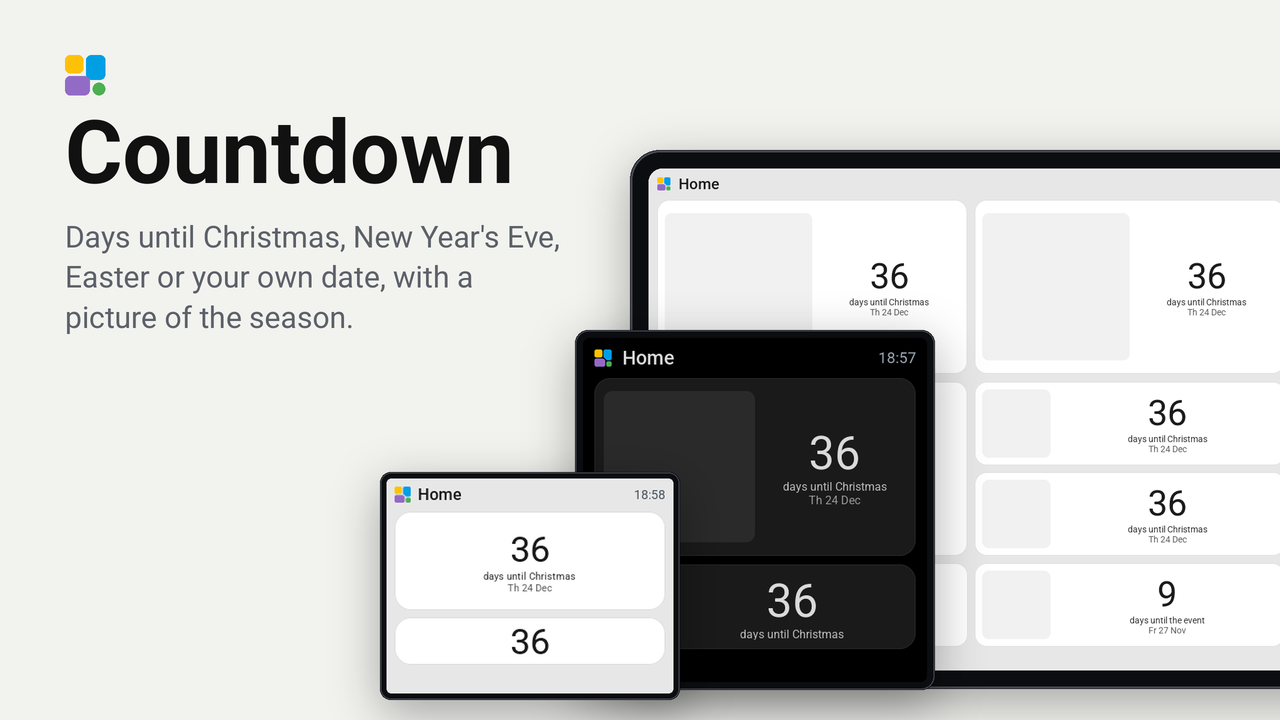 Countdown
Days until Christmas, New Year's Eve,
Easter or your own date, with a
picture of the season.
Home
36
days until Christmas
Th 24 Dec
36
days until Christmas
Th 24 Dec
36
days until Christmas
Th 24 Dec
36
days until Christmas
Th 24 Dec
9
days until the event
Fr 27 Nov
Home 18:57
36
days until Christmas
Th 24 Dec
36
days until Christmas
Home 18:58
36
days until Christmas
Th 24 Dec
36